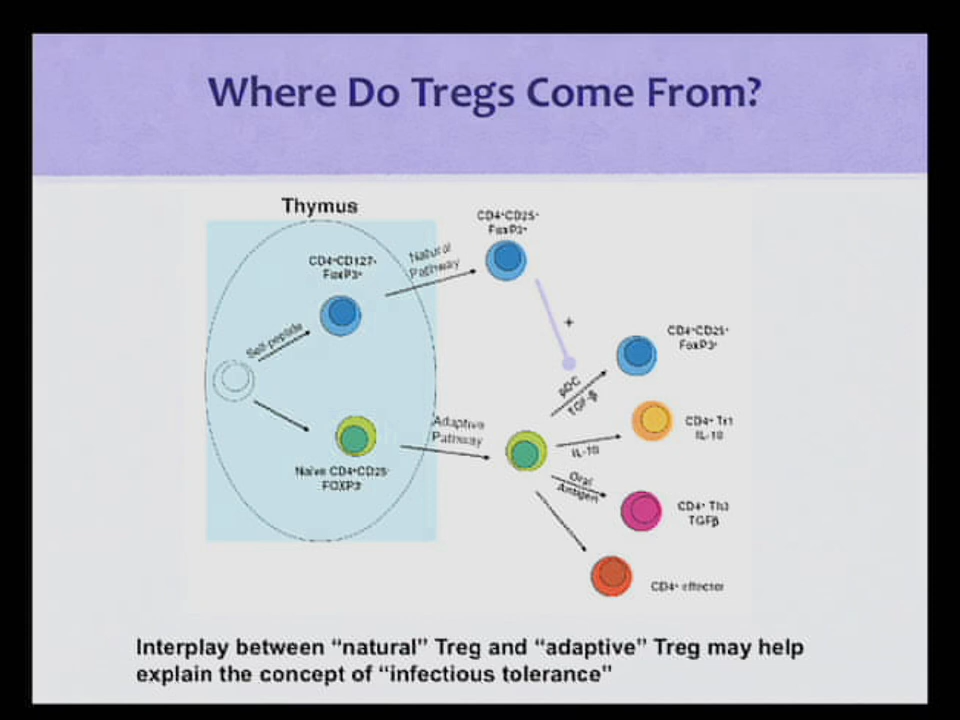 Where Do Tregs Come From?
Thymus
CD4⁺CD25⁺
FoxP3⁺
Natural
Pathway
CD4⁺CD127-
FoxP3⁺
Self-peptide
CD4⁺CD25⁺
FoxP3⁺
+
pDC
TGF-β
Adaptive
Pathway
CD4⁺ Tr1
IL-10
IL-10
Naive CD4⁺CD25-
FOXP3-
Oral
Antigen
CD4⁺ Th3
TGFβ
CD4⁺ effector
Interplay between “natural” Treg and “adaptive” Treg may help
explain the concept of “infectious tolerance”